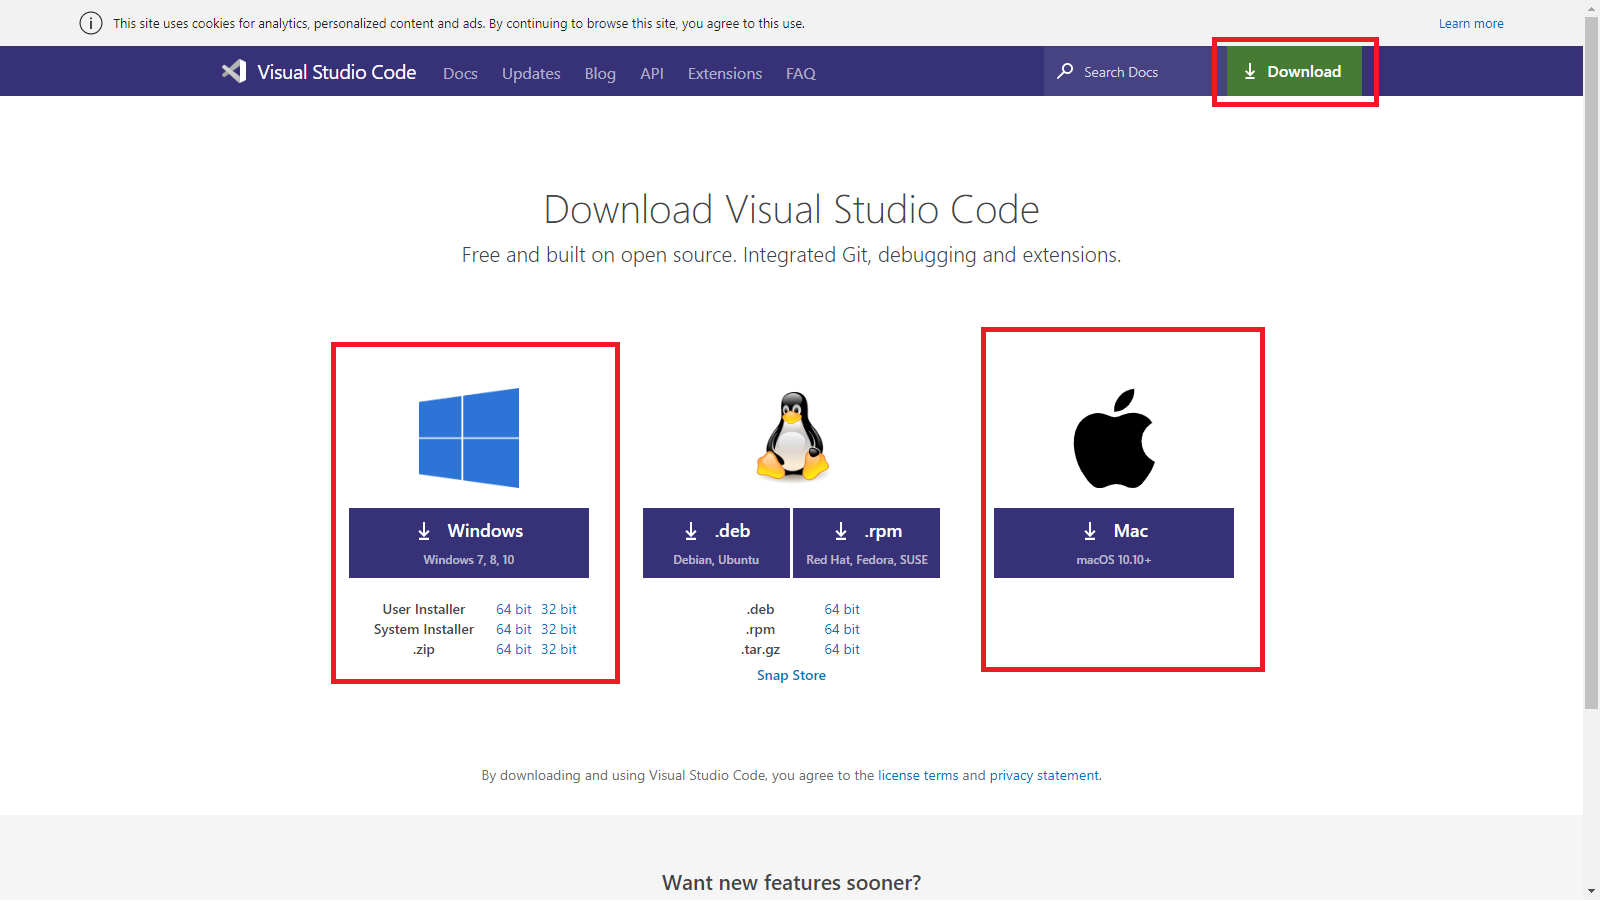 This site uses cookies for analytics, personalized content and ads. By continuing to browse this site, you agree to this use.
Learn more
Visual Studio Code
Docs
Updates
Blog
API
Extensions
FAQ
Search Docs
Download
Download Visual Studio Code
Free and built on open source. Integrated Git, debugging and extensions.
Windows
Windows 7, 8, 10
User Installer 64 bit 32 bit
System Installer 64 bit 32 bit
.zip 64 bit 32 bit
.deb
Debian, Ubuntu
.rpm
Red Hat, Fedora, SUSE
.deb 64 bit
.rpm 64 bit
.tar.gz 64 bit
Snap Store
Mac
macOS 10.10+
By downloading and using Visual Studio Code, you agree to the license terms and privacy statement.
Want new features sooner?